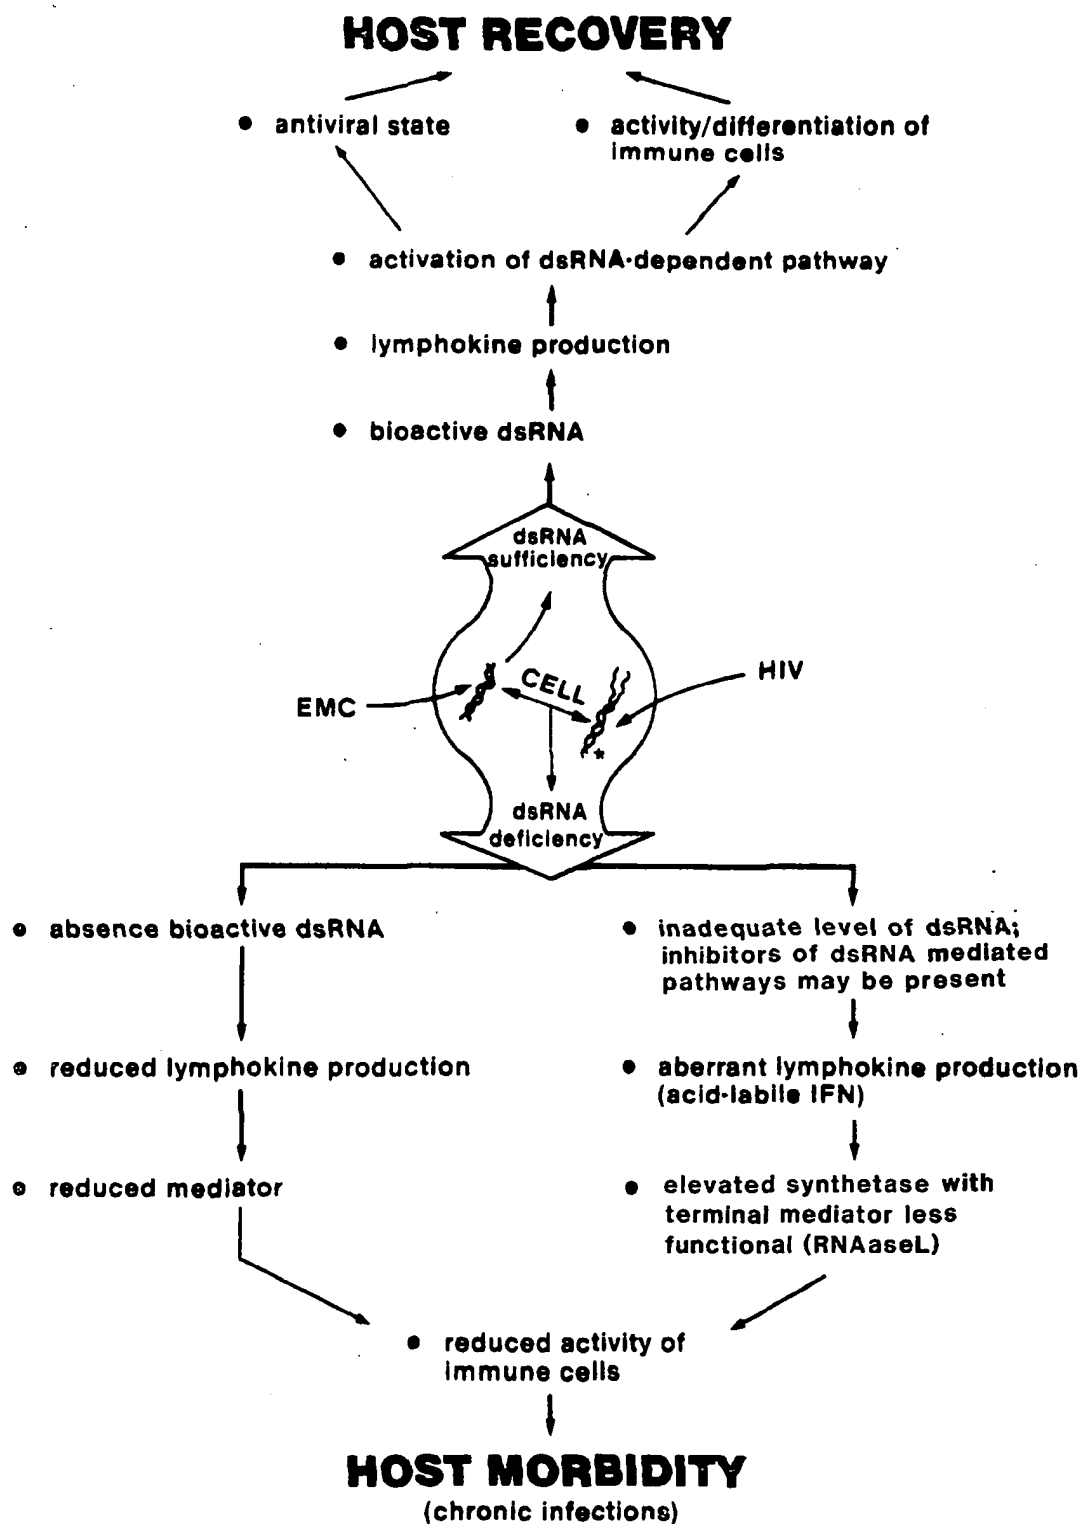 HOST RECOVERY
• antiviral state
• activity/differentiation of
immune cells
• activation of dsRNA-dependent pathway
• lymphokine production
• bioactive dsRNA
dsRNA
sufficiency
EMC
CELL
HIV
*
dsRNA
deficiency
• absence bioactive dsRNA
• reduced lymphokine production
• reduced mediator
• inadequate level of dsRNA;
inhibitors of dsRNA mediated
pathways may be present
• aberrant lymphokine production
(acid-labile IFN)
• elevated synthetase with
terminal mediator less
functional (RNAaseL)
• reduced activity of
immune cells
HOST MORBIDITY
(chronic infections)